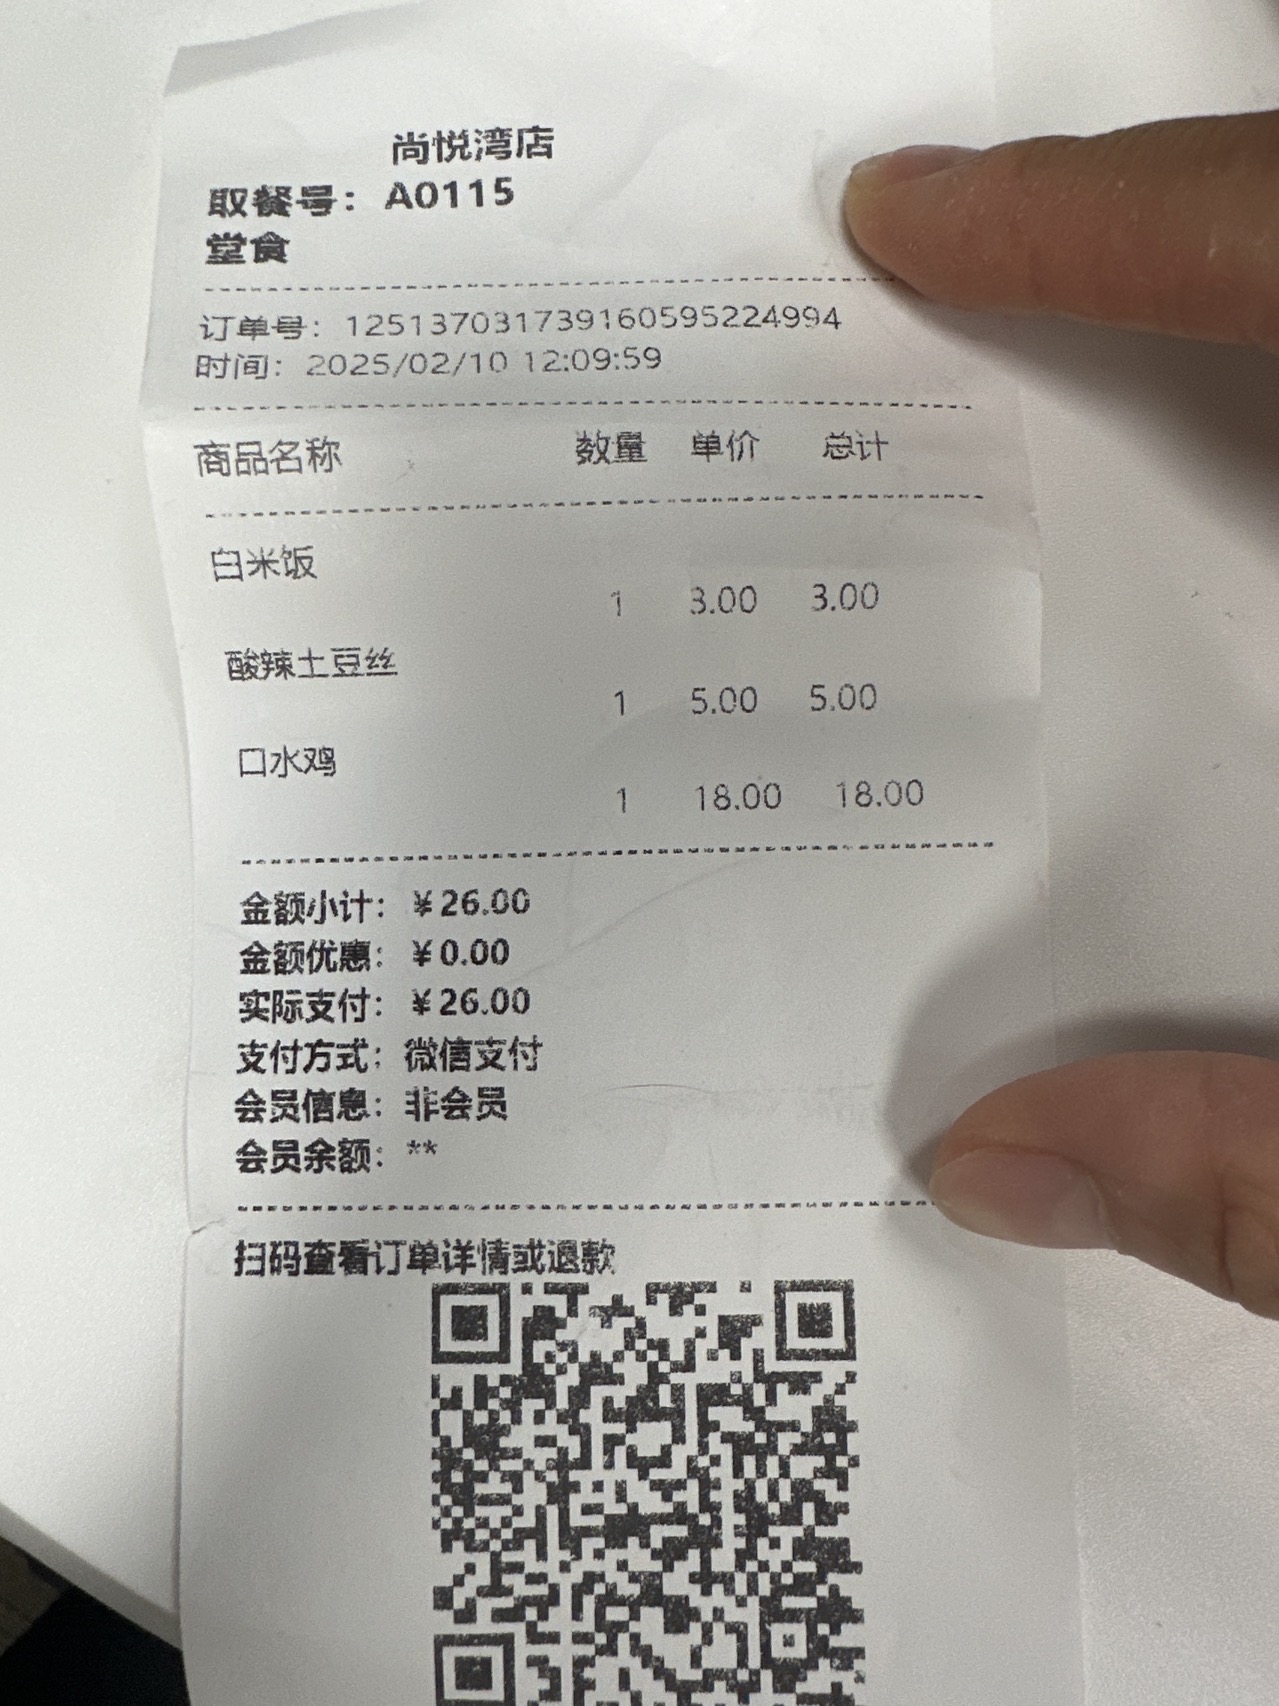 尚悦湾店
取餐号：A0115
堂食
订单号：125137031739160595224994
时间：2025/02/10 12:09:59
商品名称 数量 单价 总计
白米饭
1 3.00 3.00
酸辣土豆丝
1 5.00 5.00
口水鸡
1 18.00 18.00
金额小计：¥26.00
金额优惠：¥0.00
实际支付：¥26.00
支付方式：微信支付
会员信息：非会员
会员余额：**
扫码查看订单详情或退款